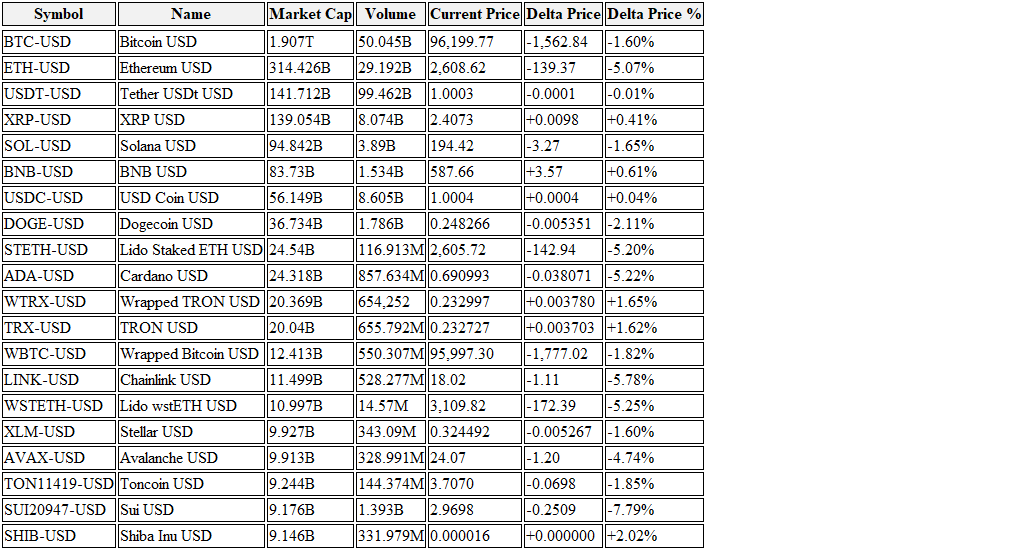 Symbol Name Market Cap Volume Current Price Delta Price Delta Price %
BTC-USD Bitcoin USD 1.907T 50.045B 96,199.77 -1,562.84 -1.60%
ETH-USD Ethereum USD 314.426B 29.192B 2,608.62 -139.37 -5.07%
USDT-USD Tether USDt USD 141.712B 99.462B 1.0003 -0.0001 -0.01%
XRP-USD XRP USD 139.054B 8.074B 2.4073 +0.0098 +0.41%
SOL-USD Solana USD 94.842B 3.89B 194.42 -3.27 -1.65%
BNB-USD BNB USD 83.73B 1.534B 587.66 +3.57 +0.61%
USDC-USD USD Coin USD 56.149B 8.605B 1.0004 +0.0004 +0.04%
DOGE-USD Dogecoin USD 36.734B 1.786B 0.248266 -0.005351 -2.11%
STETH-USD Lido Staked ETH USD 24.54B 116.913M 2,605.72 -142.94 -5.20%
ADA-USD Cardano USD 24.318B 857.634M 0.690993 -0.038071 -5.22%
WTRX-USD Wrapped TRON USD 20.369B 654,252 0.232997 +0.003780 +1.65%
TRX-USD TRON USD 20.04B 655.792M 0.232727 +0.003703 +1.62%
WBTC-USD Wrapped Bitcoin USD 12.413B 550.307M 95,997.30 -1,777.02 -1.82%
LINK-USD Chainlink USD 11.499B 528.277M 18.02 -1.11 -5.78%
WSTETH-USD Lido wstETH USD 10.997B 14.57M 3,109.82 -172.39 -5.25%
XLM-USD Stellar USD 9.927B 343.09M 0.324492 -0.005267 -1.60%
AVAX-USD Avalanche USD 9.913B 328.991M 24.07 -1.20 -4.74%
TON11419-USD Toncoin USD 9.244B 144.374M 3.7070 -0.0698 -1.85%
SUI20947-USD Sui USD 9.176B 1.393B 2.9698 -0.2509 -7.79%
SHIB-USD Shiba Inu USD 9.146B 331.979M 0.000016 +0.000000 +2.02%